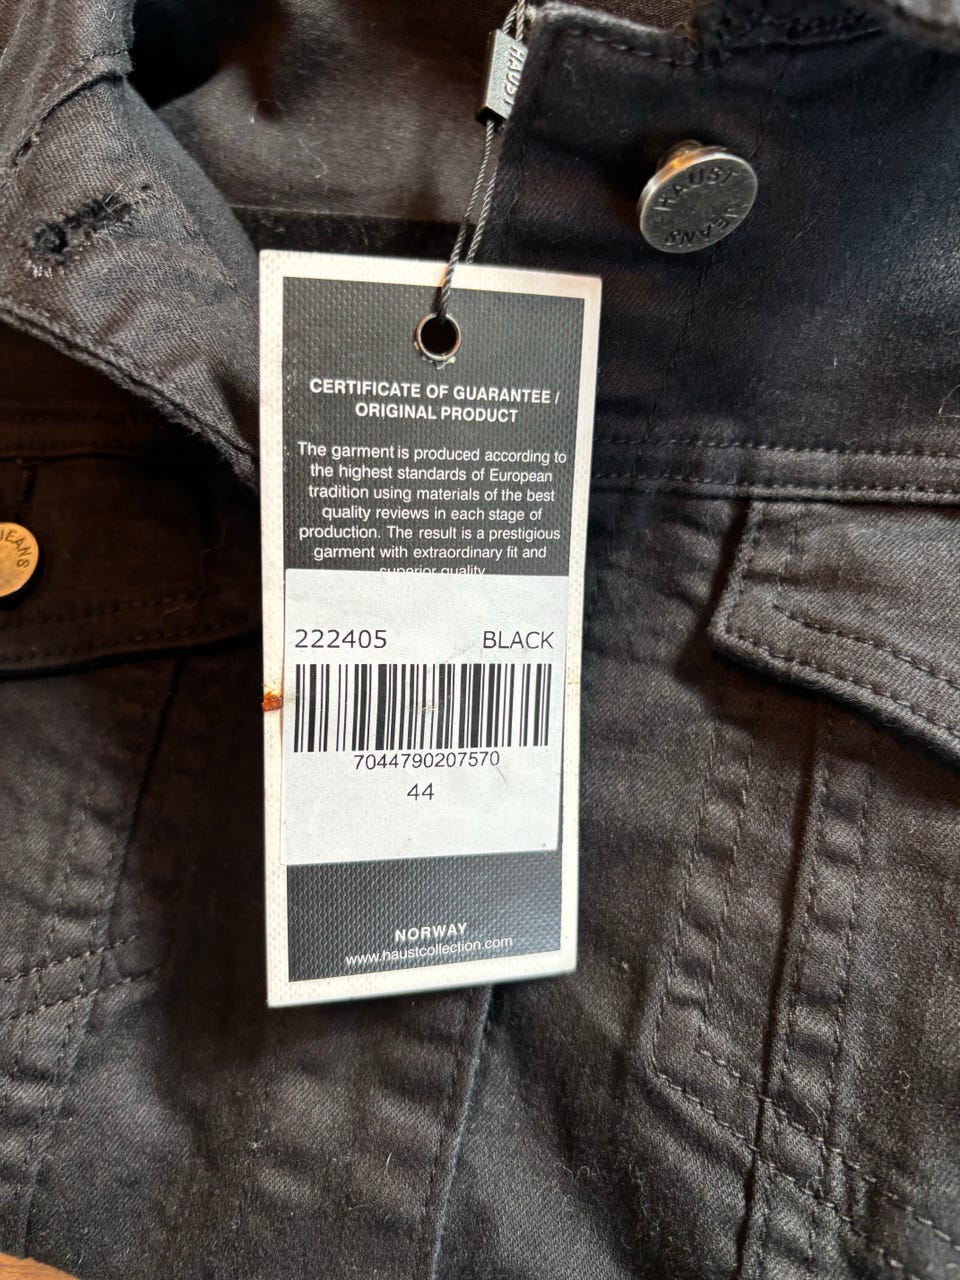 HAUST
HAUST JEANS
JEANS
CERTIFICATE OF GUARANTEE /
ORIGINAL PRODUCT
The garment is produced according to
the highest standards of European
tradition using materials of the best
quality reviews in each stage of
production. The result is a prestigious
garment with extraordinary fit and
superior quality.
222405 BLACK
7044790207570
44
NORWAY
www.haustcollection.com